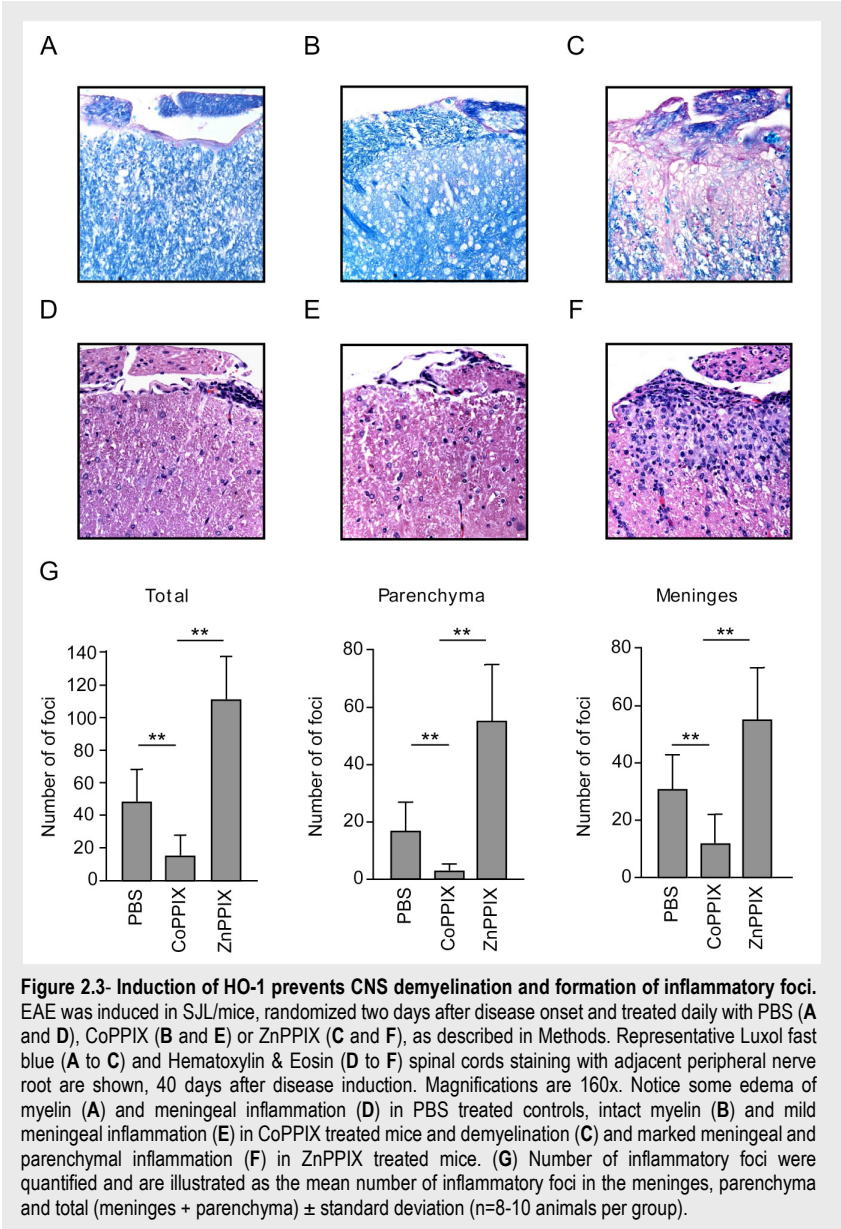 A
B
C
D
E
F
G
Total
Parenchyma
Meninges
Number of of foci
140
120
100
80
60
40
20
0
**
**
PBS
CoPPIX
ZnPPIX
Number of of foci
80
60
40
20
0
**
**
PBS
CoPPIX
ZnPPIX
Number of of foci
80
60
40
20
0
**
**
PBS
CoPPIX
ZnPPIX
Figure 2.3- Induction of HO-1 prevents CNS demyelination and formation of inflammatory foci.
EAE was induced in SJL/mice, randomized two days after disease onset and treated daily with PBS (A
and D), CoPPIX (B and E) or ZnPPIX (C and F), as described in Methods. Representative Luxol fast
blue (A to C) and Hematoxylin & Eosin (D to F) spinal cords staining with adjacent peripheral nerve
root are shown, 40 days after disease induction. Magnifications are 160x. Notice some edema of
myelin (A) and meningeal inflammation (D) in PBS treated controls, intact myelin (B) and mild
meningeal inflammation (E) in CoPPIX treated mice and demyelination (C) and marked meningeal and
parenchymal inflammation (F) in ZnPPIX treated mice. (G) Number of inflammatory foci were
quantified and are illustrated as the mean number of inflammatory foci in the meninges, parenchyma
and total (meninges + parenchyma) ± standard deviation (n=8-10 animals per group).